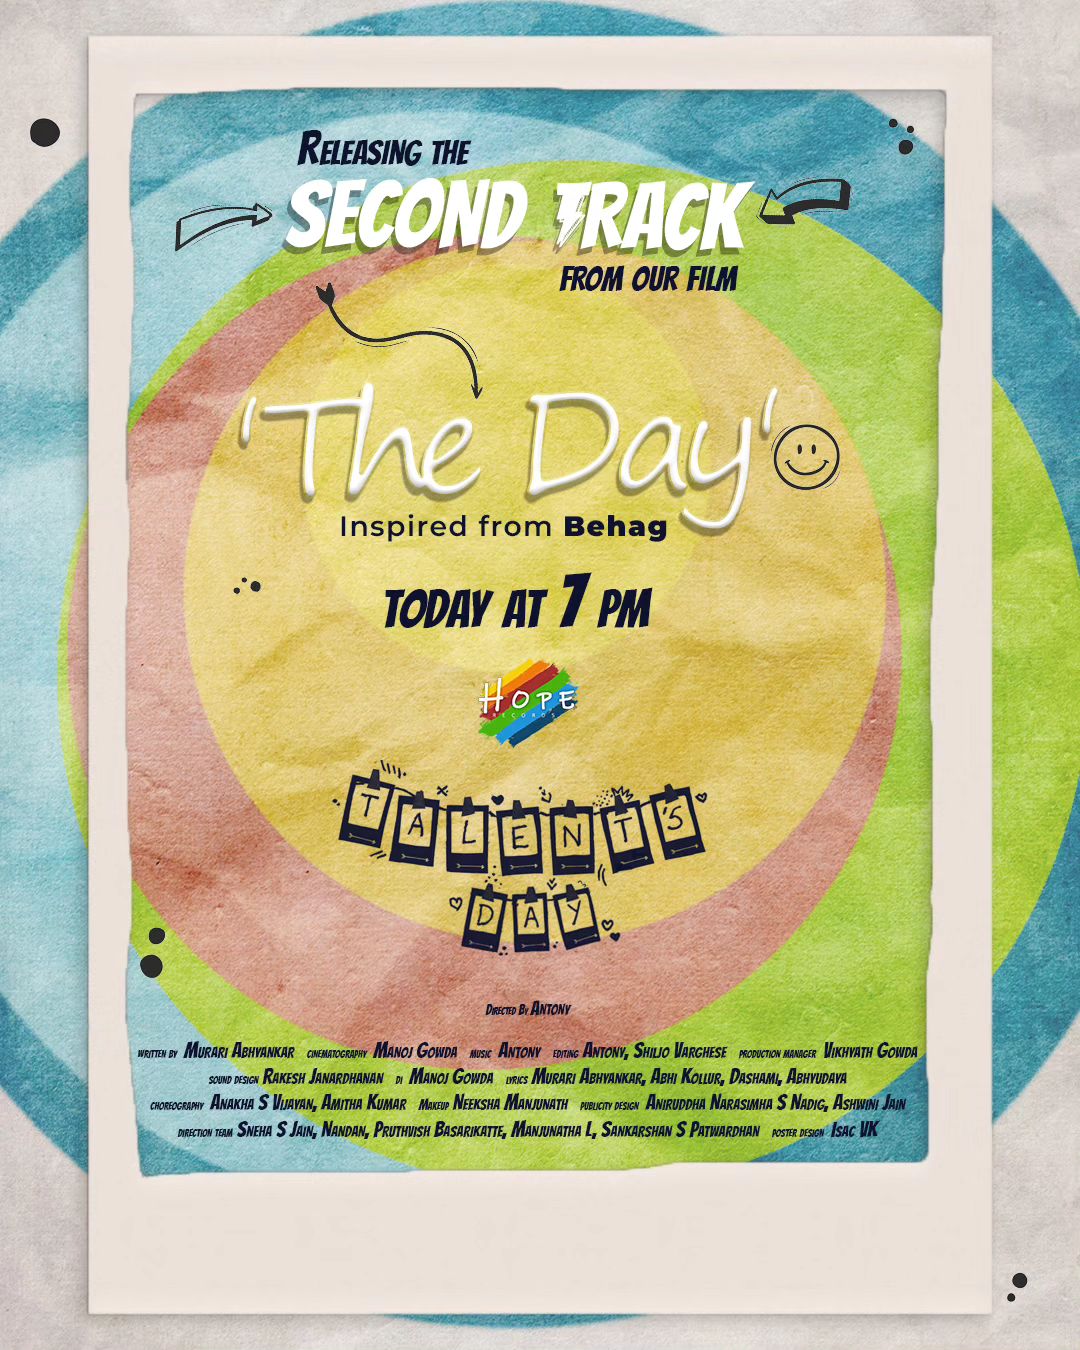 Releasing the
SECOND TRACK
FROM OUR FILM
'The Day'
Inspired from Behag
TODAY AT 7 PM
HOPE
RECORDS
TALENT'S
DAY
Directed By Antony
written by Murari Abhyankar cinematography Manoj Gowda music Antony editing Antony, Shiljo Varghese production manager Vikhyath Gowda
sound design Rakesh Janardhanan di Manoj Gowda lyrics Murari Abhyankar, Abhi Kollur, Dashami, Abhyudaya
choreography Anakha S Vijayan, Amitha Kumar Makeup Neeksha Manjunath publicity design Aniruddha Narasimha S Nadig, Ashwini Jain
direction team Sneha S Jain, Nandan, Pruthvish Basarikatte, Manjunatha L, Sankarshan S Patwardhan poster design Isac VK